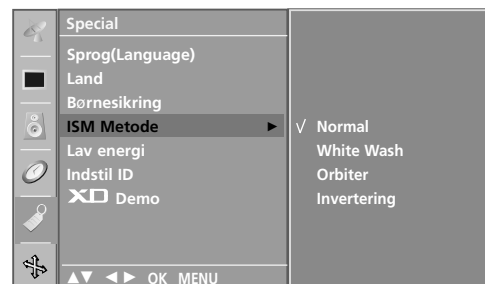 Special
Sprog(Language)
Land
Børnesikring
ISM Metode ►
Lav energi
Indstil ID
XD Demo
√ Normal
White Wash
Orbiter
Invertering
▲▼ ◄► OK MENU